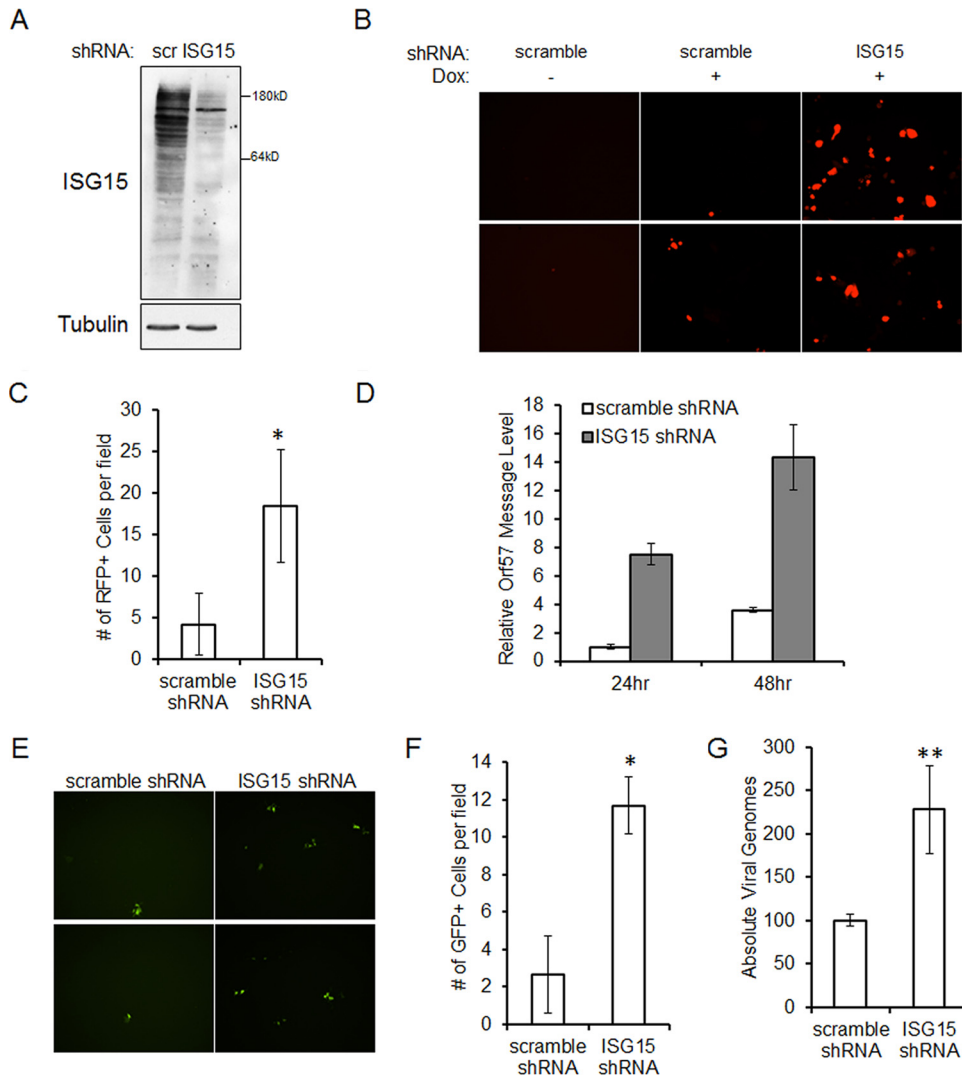 A
shRNA: scr ISG15
180kD
64kD
ISG15
Tubulin
B
shRNA: scramble scramble ISG15
Dox: - + +
C
# of RFP+ Cells per field
30
25
20
15
10
5
0
*
scramble shRNA
ISG15 shRNA
D
Relative Orf57 Message Level
18
16
14
12
10
8
6
4
2
0
scramble shRNA
ISG15 shRNA
24hr 48hr
E
scramble shRNA ISG15 shRNA
F
# of GFP+ Cells per field
14
12
10
8
6
4
2
0
*
scramble shRNA
ISG15 shRNA
G
Absolute Viral Genomes
300
250
200
150
100
50
0
**
scramble shRNA
ISG15 shRNA